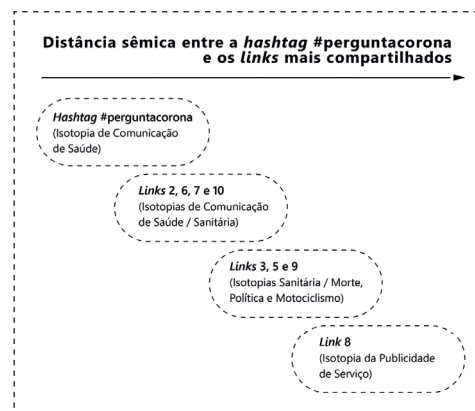 Distância sêmica entre a hashtag #perguntacorona
e os links mais compartilhados
Hashtag #perguntacorona
(Isotopia de Comunicação
de Saúde)
Links 2, 6, 7 e 10
(Isotopias de Comunicação
de Saúde / Sanitária)
Links 3, 5 e 9
(Isotopias Sanitária / Morte,
Política e Motociclismo)
Link 8
(Isotopia da Publicidade
de Serviço)